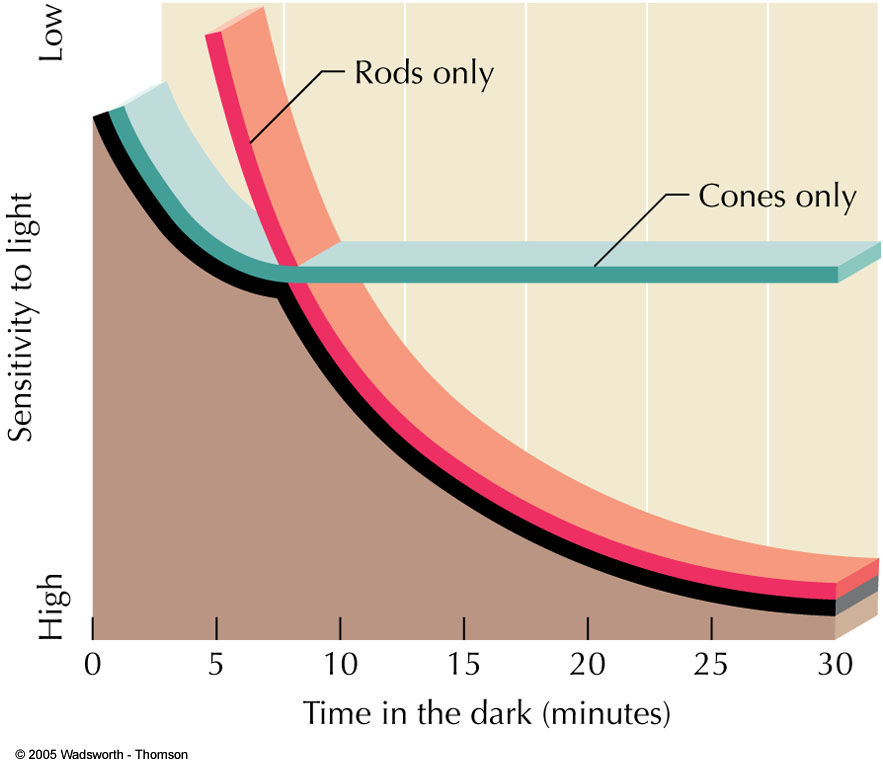 Low
Rods only
Cones only
Sensitivity to light
High
0 5 10 15 20 25 30
Time in the dark (minutes)
© 2005 Wadsworth - Thomson